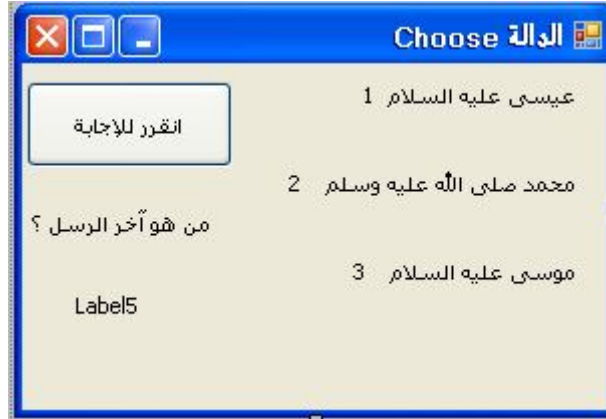 الدالة Choose
عيسى عليه السلام 1
انقرر للإجابة
محمد صلى الله عليه وسلم 2
من هو آخر الرسل ؟
موسى عليه السلام 3
Label5